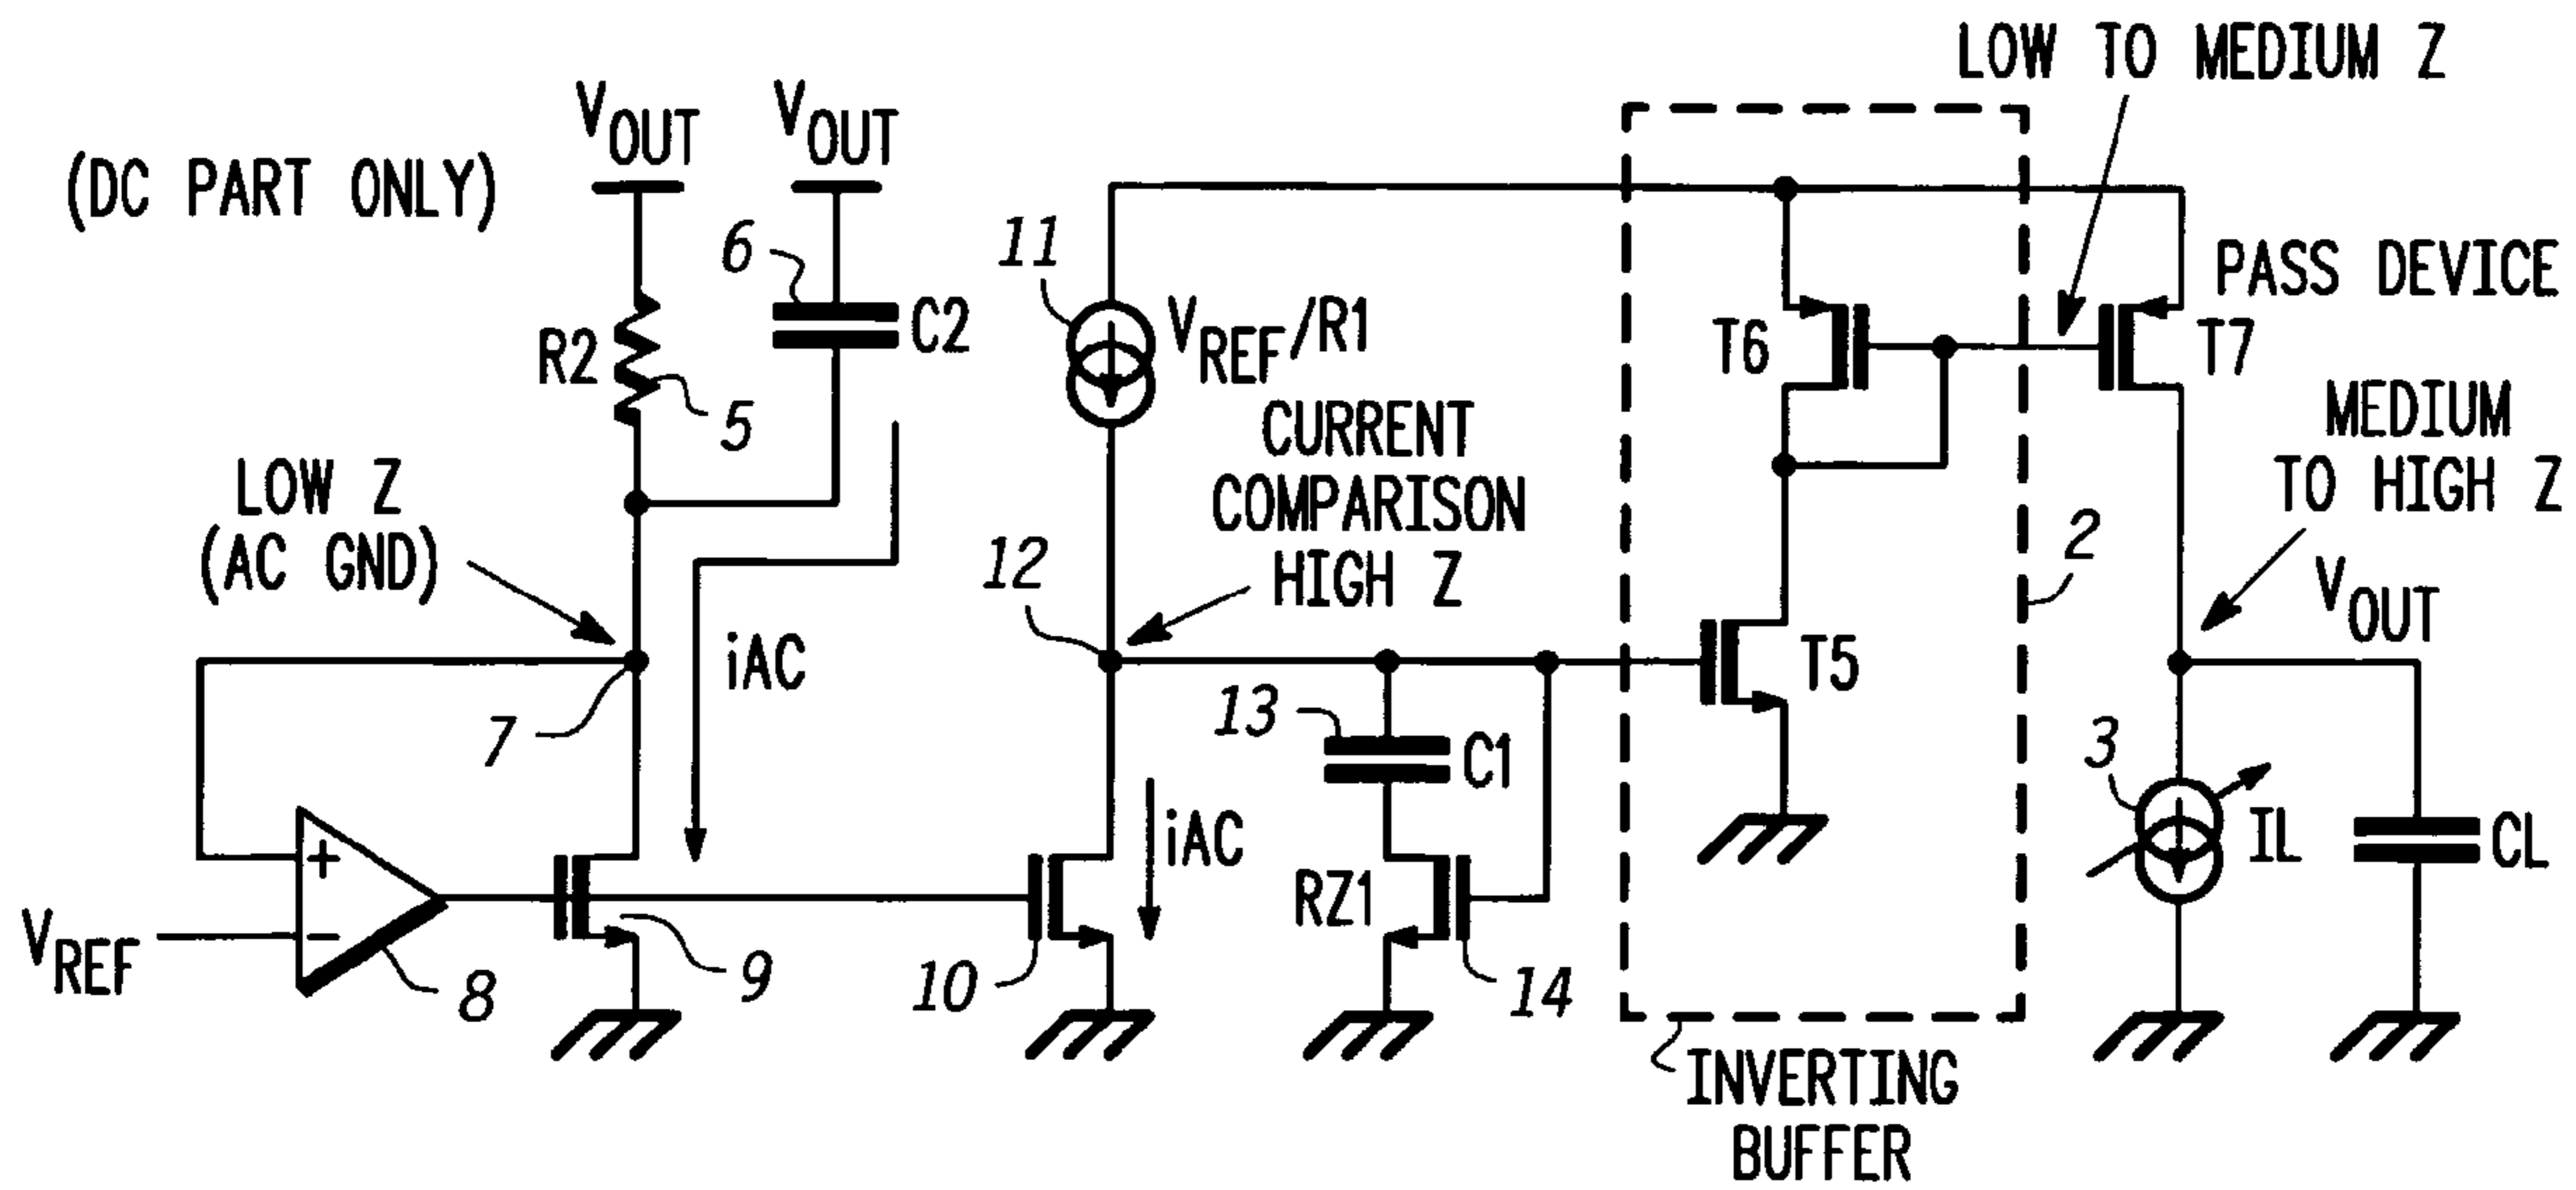 LOW TO MEDIUM Z
VOUT
VOUT
(DC PART ONLY)
6
11
PASS DEVICE
R2
C2
VREF/R1
T6
T7
5
CURRENT
COMPARISON
HIGH Z
MEDIUM
TO HIGH Z
LOW Z
(AC GND)
12
2
VOUT
iAC
T5
7
13
C1
3
+
iAC
IL
CL
RZ1
VREF
-
8
9
10
14
INVERTING
BUFFER